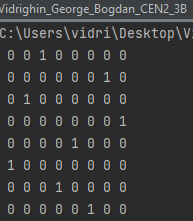 Vidrighin_George_Bogdan_CEN2_3B
C:\Users\vidri\Desktop\Vi
0 0 1 0 0 0 0 0
0 0 0 0 0 0 1 0
0 1 0 0 0 0 0 0
0 0 0 0 0 0 0 1
0 0 0 0 1 0 0 0
1 0 0 0 0 0 0 0
0 0 0 1 0 0 0 0
0 0 0 0 0 1 0 0